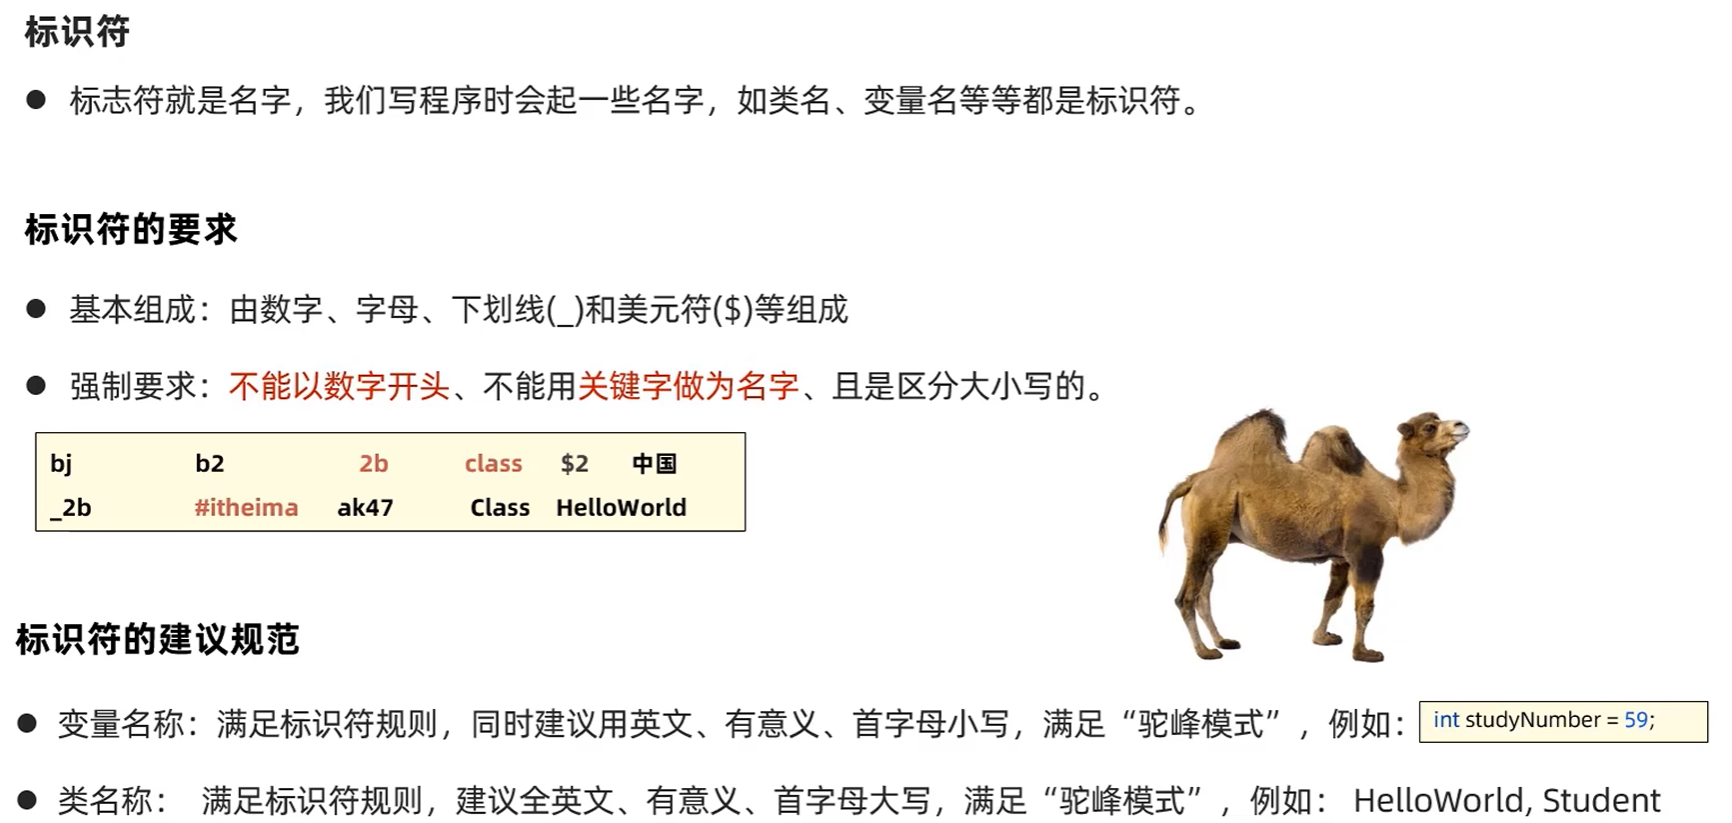 标识符
● 标志符就是名字，我们写程序时会起一些名字，如类名、变量名等等都是标识符。
标识符的要求
● 基本组成：由数字、字母、下划线(_)和美元符($)等组成
● 强制要求：不能以数字开头、不能用关键字做为名字、且是区分大小写的。
bj b2 2b class $2 中国
_2b #itheima ak47 Class HelloWorld
标识符的建议规范
● 变量名称：满足标识符规则，同时建议用英文、有意义、首字母小写，满足“驼峰模式”，例如： int studyNumber = 59;
● 类名称： 满足标识符规则，建议全英文、有意义、首字母大写，满足“驼峰模式”，例如： HelloWorld, Student